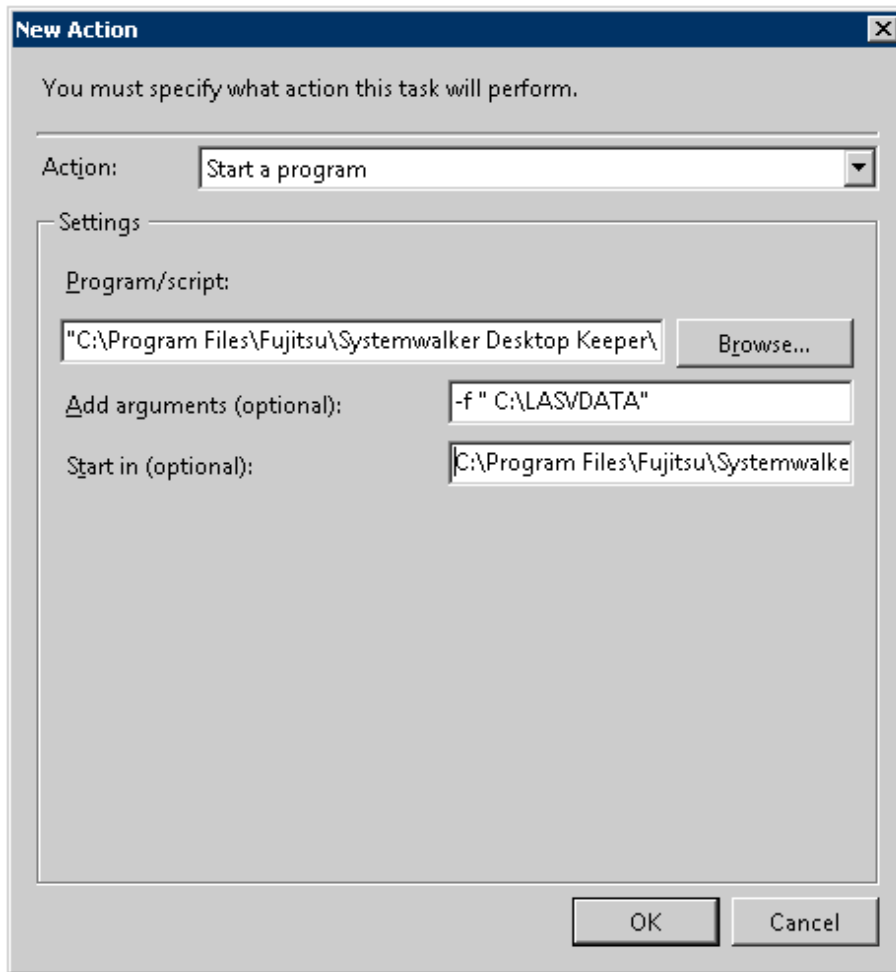 New Action
You must specify what action this task will perform.
Action: Start a program
Settings
Program/script:
"C:\Program Files\Fujitsu\Systemwalker Desktop Keeper\ Browse...
Add arguments (optional): -f " C:\LASVDATA"
Start in (optional): C:\Program Files\Fujitsu\Systemwalke
OK Cancel